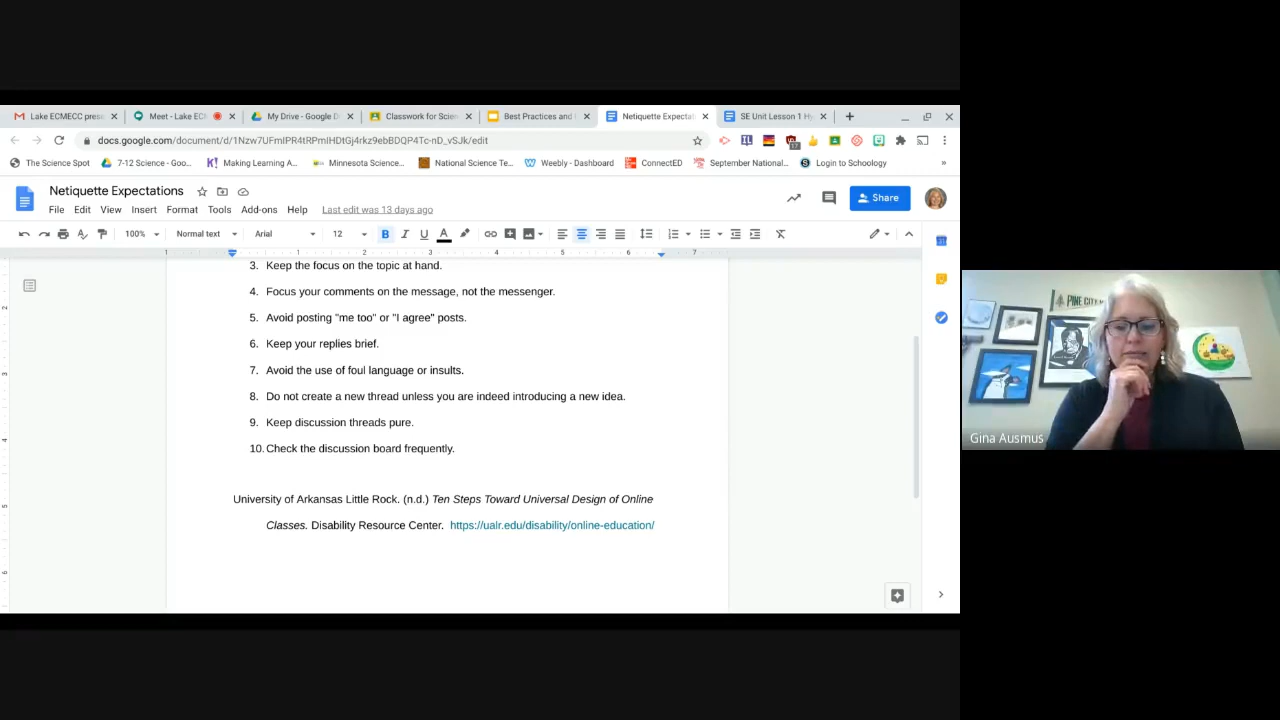 Lake ECMECC pres
Meet - Lake EC
My Drive - Google D
Classwork for Scien
Best Practices and
Netiquette Expectat
SE Unit Lesson 1 H
docs.google.com/document/d/1Nzw7UFmIPR4tRPmIHDtGj4rkz9ebBDQP4Tc-nD_vSJk/edit
The Science Spot
7-12 Science - Goo...
Making Learning A...
Minnesota Science...
National Science Te...
Weebly - Dashboard
ConnectED
September National...
Login to Schoology
Netiquette Expectations
File Edit View Insert Format Tools Add-ons Help Last edit was 13 days ago
Share
100% Normal text Arial 12
3. Keep the focus on the topic at hand.
4. Focus your comments on the message, not the messenger.
5. Avoid posting "me too" or "I agree" posts.
6. Keep your replies brief.
7. Avoid the use of foul language or insults.
8. Do not create a new thread unless you are indeed introducing a new idea.
9. Keep discussion threads pure.
10. Check the discussion board frequently.
University of Arkansas Little Rock. (n.d.) Ten Steps Toward Universal Design of Online
Classes. Disability Resource Center. https://ualr.edu/disability/online-education/
PINE CITY
Gina Ausmus